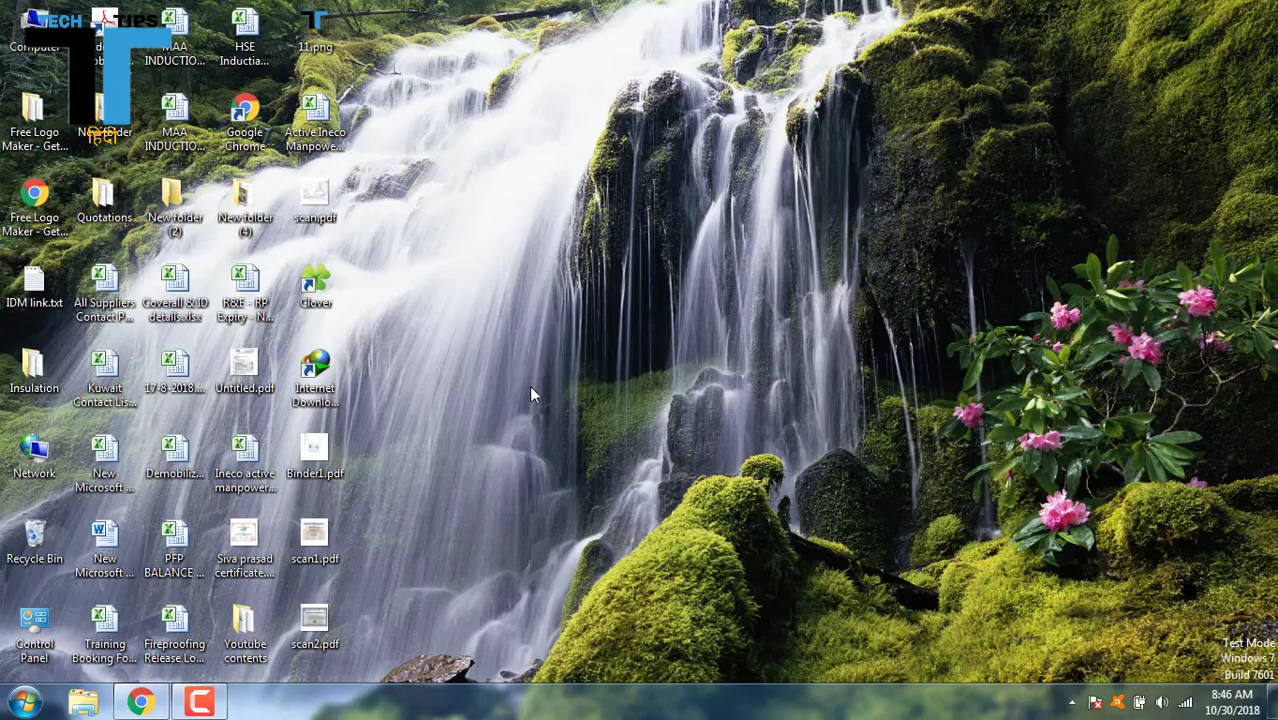 TECH TIPS
हिंदी
MAA
INDUCTIO...
HSE
Inductia...
11.png
Free Logo
Maker - Get...
MAA
INDUCTIO...
Google
Chrome
Active Ineco
Manpowe...
Free Logo
Maker - Get...
Quotations
New folder
(2)
New folder
(4)
scan.pdf
IDM link.txt
All Suppliers
Contact P...
Coverall & ID
details.xlsx
R&E - RP
Expiry - N...
Clover
Insulation
Kuwait
Contact Lis...
17-8-2018....
Untitled.pdf
Internet
Downlo...
Network
New
Microsoft ...
Demobiliz...
Ineco active
manpower...
Binder1.pdf
Recycle Bin
New
Microsoft ...
PFP
BALANCE ...
Siva prasad
certificate....
scan1.pdf
Control
Panel
Training
Booking Fo...
Fireproofing
Release Lo...
Youtube
contents
scan2.pdf
Test Mode
Windows 7
Build 7601
8:46 AM
10/30/2018